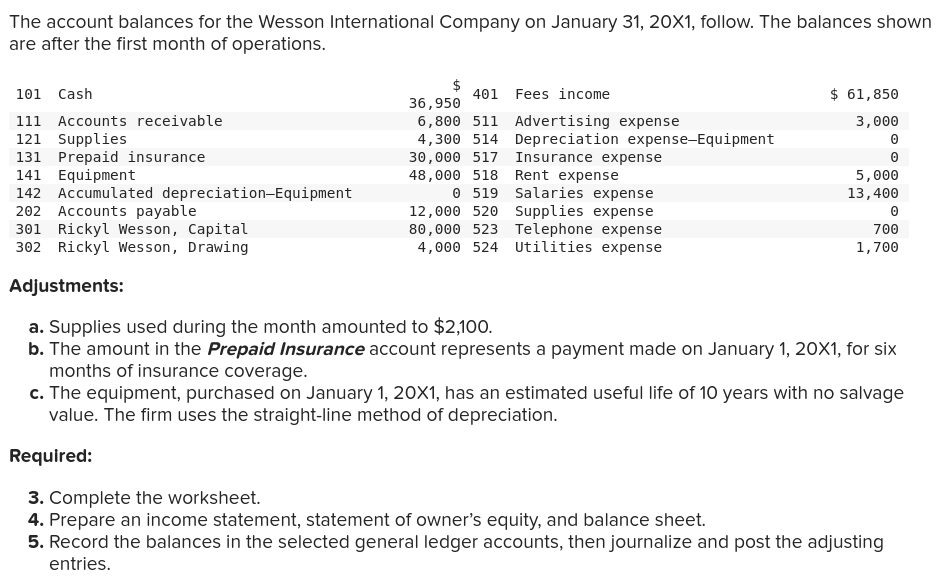 The account balances for the Wesson International Company on January 31, 20X1, follow. The balances shown
are after the first month of operations.
101 Cash $ 36,950 401 Fees income $ 61,850
111 Accounts receivable 6,800 511 Advertising expense 3,000
121 Supplies 4,300 514 Depreciation expense–Equipment 0
131 Prepaid insurance 30,000 517 Insurance expense 0
141 Equipment 48,000 518 Rent expense 5,000
142 Accumulated depreciation–Equipment 0 519 Salaries expense 13,400
202 Accounts payable 12,000 520 Supplies expense 0
301 Rickyl Wesson, Capital 80,000 523 Telephone expense 700
302 Rickyl Wesson, Drawing 4,000 524 Utilities expense 1,700
Adjustments:
a. Supplies used during the month amounted to $2,100.
b. The amount in the Prepaid Insurance account represents a payment made on January 1, 20X1, for six
months of insurance coverage.
c. The equipment, purchased on January 1, 20X1, has an estimated useful life of 10 years with no salvage
value. The firm uses the straight-line method of depreciation.
Required:
3. Complete the worksheet.
4. Prepare an income statement, statement of owner's equity, and balance sheet.
5. Record the balances in the selected general ledger accounts, then journalize and post the adjusting
entries.